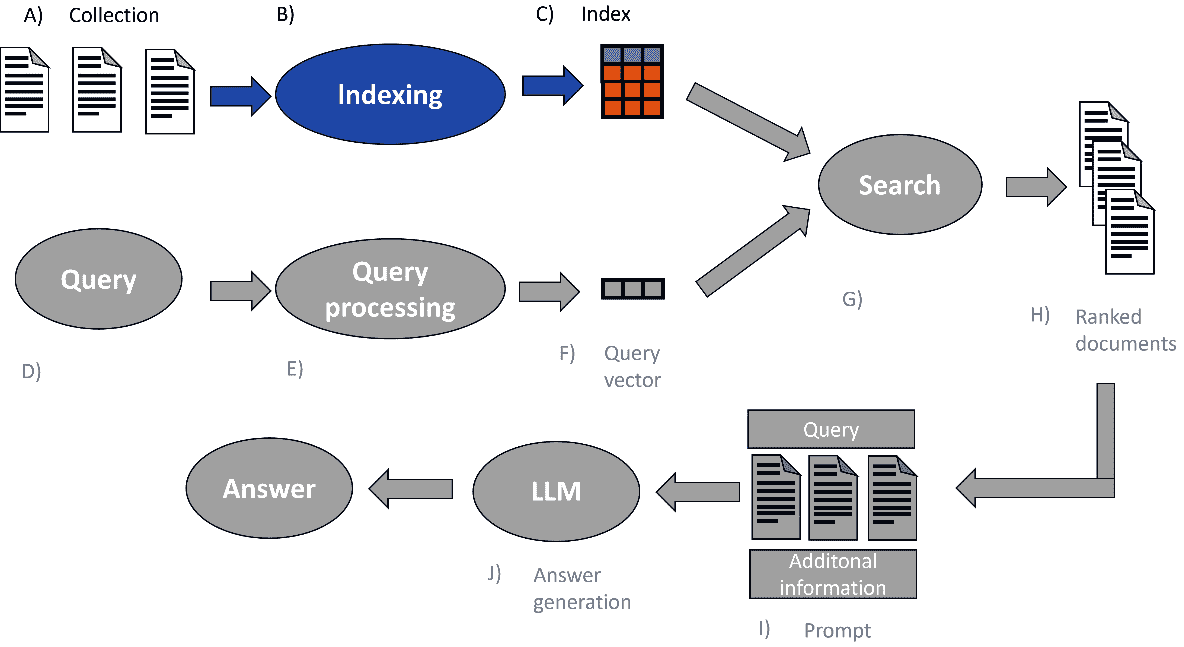 A) Collection
B)
C) Index
Indexing
Search
Query
Query
processing
D)
E)
F) Query
vector
G)
H) Ranked
documents
Query
Answer
LLM
Additonal
information
J) Answer
generation
I) Prompt